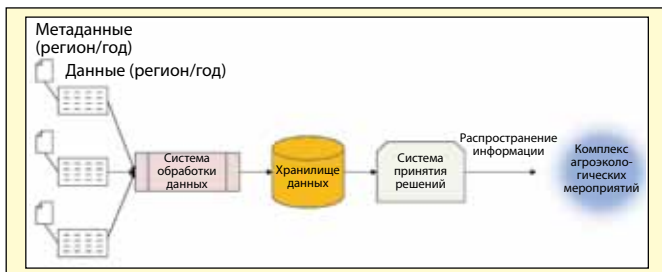 Метаданные
(регион/год)
Данные (регион/год)
Система
обработки
данных
Хранилище
данных
Система
принятия
решений
Распространение
информации
Комплекс
агроэколо-
гических
мероприятий